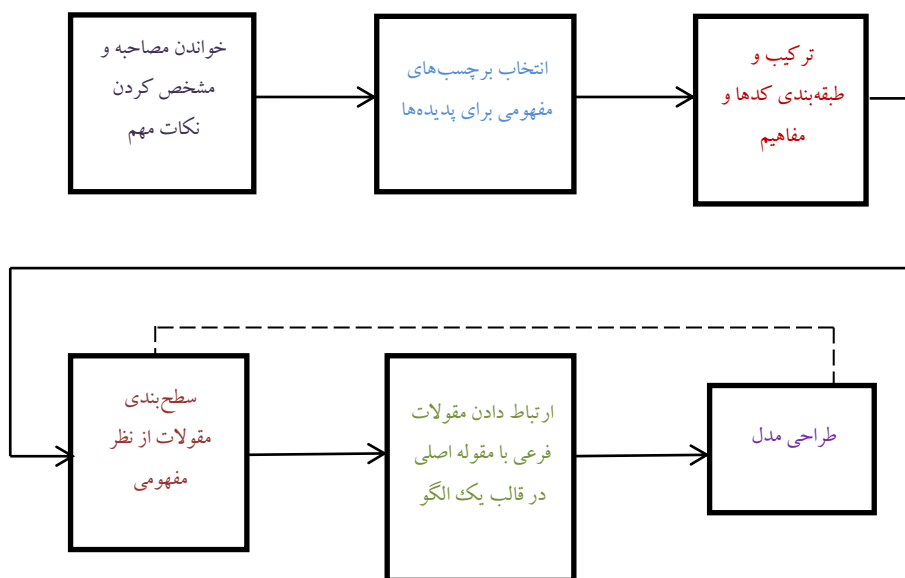 خواندن مصاحبه و
مشخص کردن
نکات مهم
انتخاب برچسب‌های
مفهومی برای پدیده‌ها
ترکیب و
طبقه‌بندی کدها و
مفاهیم
سطح‌بندی
مقولات از نظر
مفهومی
ارتباط دادن مقولات
فرعی با مقوله اصلی
در قالب یک الگو
طراحی مدل